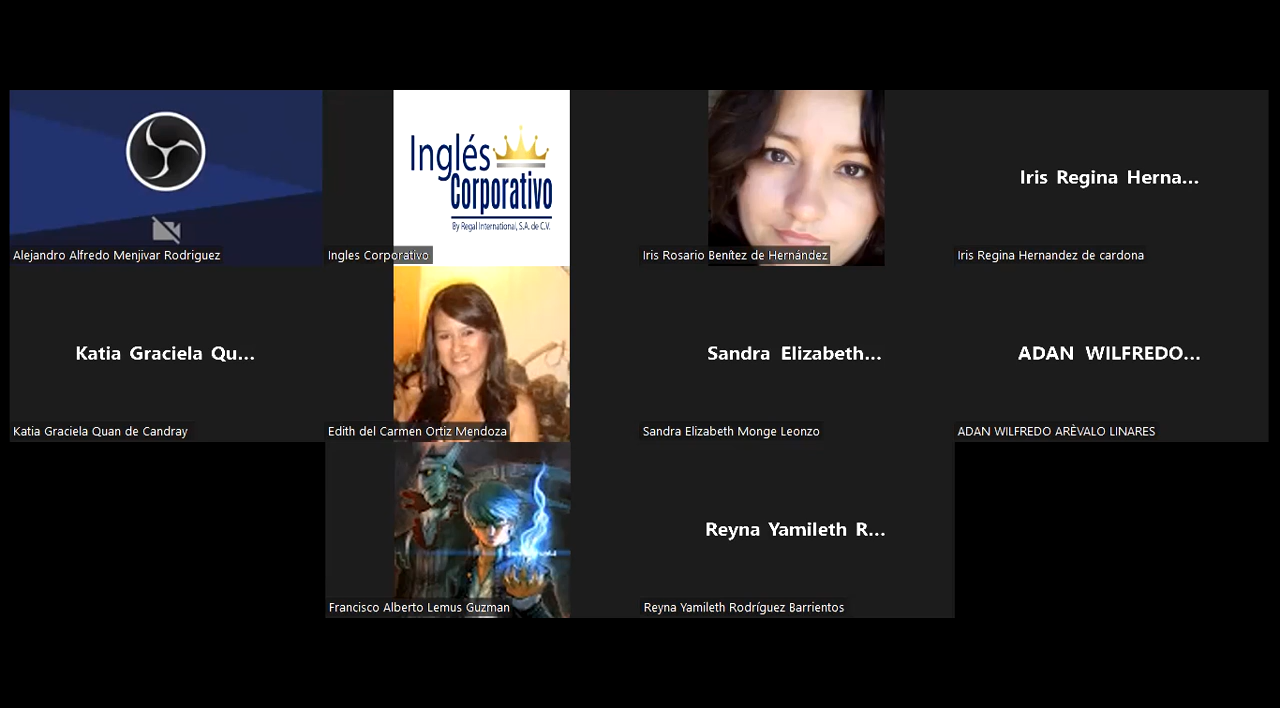 Inglés
Corporativo
By Regal International, S.A. de C.V.
Iris Regina Herna...
Alejandro Alfredo Menjivar Rodriguez
Ingles Corporativo
Iris Rosario Benítez de Hernández
Iris Regina Hernandez de cardona
Katia Graciela Qu...
Sandra Elizabeth...
ADAN WILFREDO...
Katia Graciela Quan de Candray
Edith del Carmen Ortiz Mendoza
Sandra Elizabeth Monge Leonzo
ADAN WILFREDO ARÈVALO LINARES
Reyna Yamileth R...
Francisco Alberto Lemus Guzman
Reyna Yamileth Rodríguez Barrientos